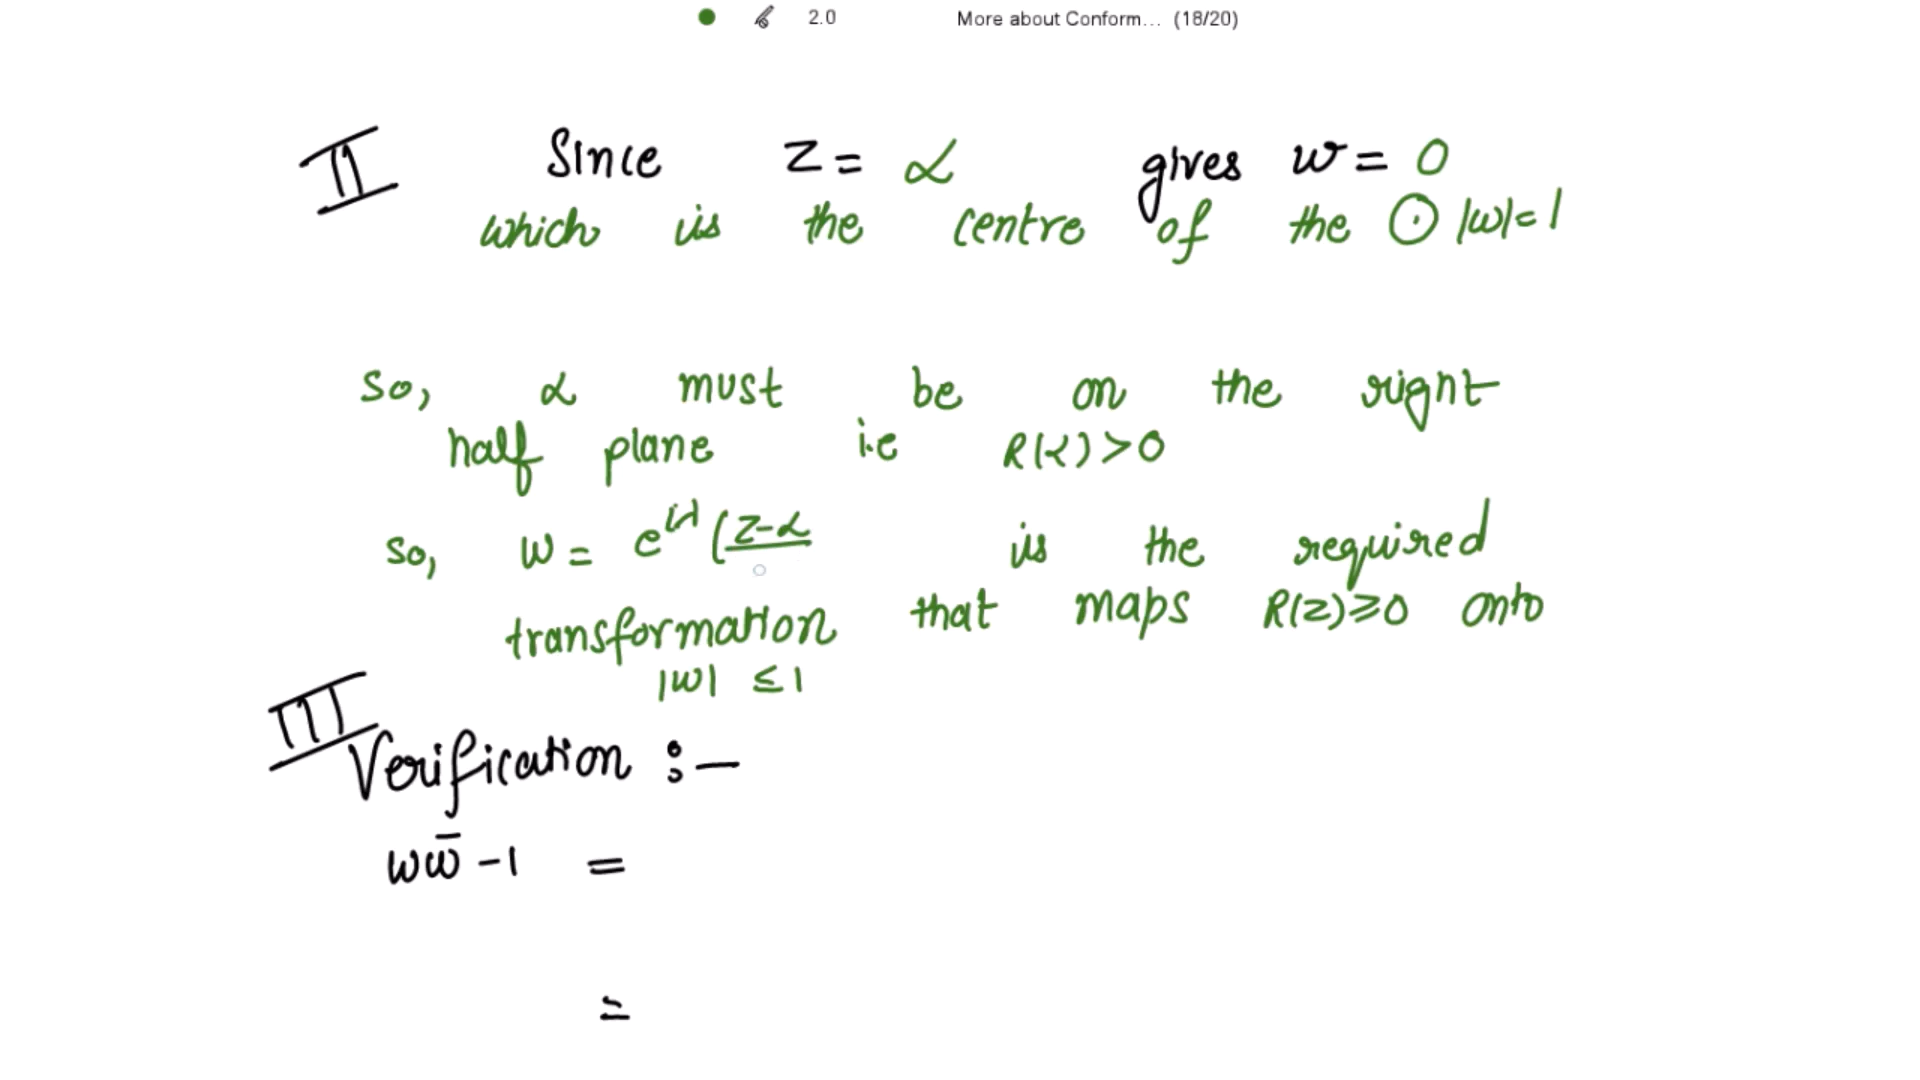 2.0 More about Conform... (18/20)
II Since z = α gives w = 0
which is the centre of the ⊙ |w|=1
so, α must be on the right
half plane i.e R(α)>0
so, w = e^{iλ} (z-α is the required
transformation that maps R(z)≥0 onto
|w| ≤ 1
III
Verification :-
ww̄ -1 =
=